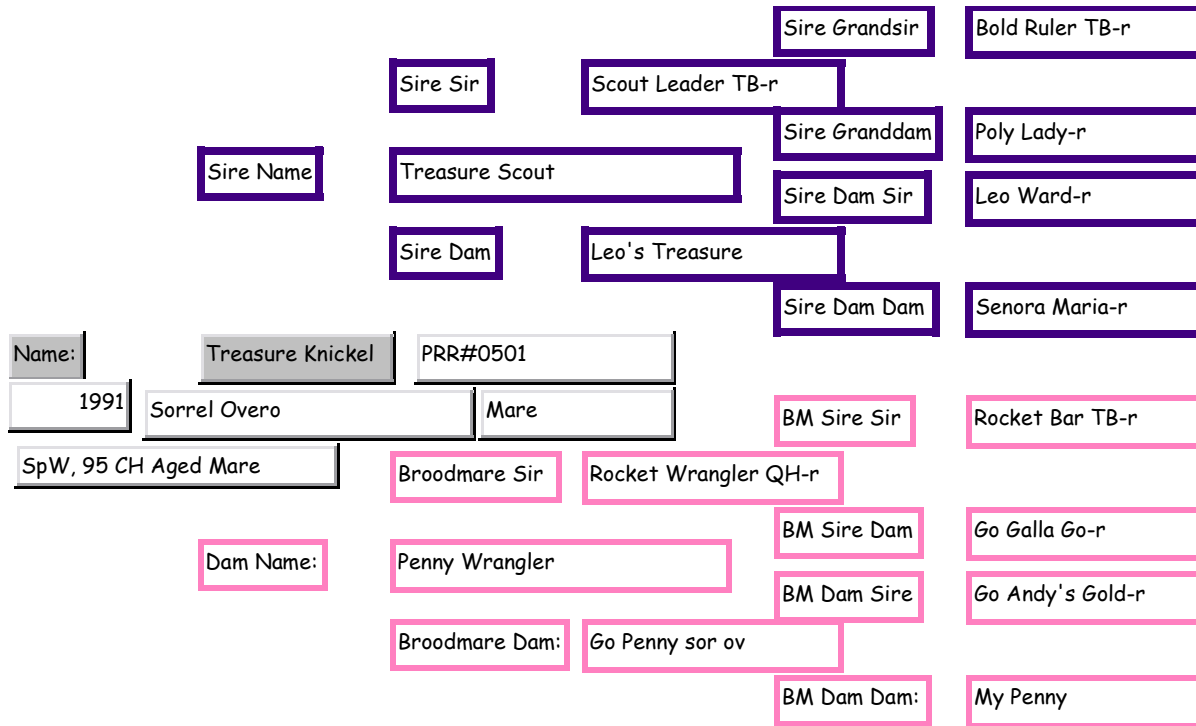 Sire Grandsir Bold Ruler TB-r
Sire Sir Scout Leader TB-r
Sire Granddam Poly Lady-r
Sire Name Treasure Scout
Sire Dam Sir Leo Ward-r
Sire Dam Leo's Treasure
Sire Dam Dam Senora Maria-r
Name: Treasure Knickel PRR#0501
1991 Sorrel Overo Mare
BM Sire Sir Rocket Bar TB-r
SpW, 95 CH Aged Mare
Broodmare Sir Rocket Wrangler QH-r
BM Sire Dam Go Galla Go-r
Dam Name: Penny Wrangler
BM Dam Sire Go Andy's Gold-r
Broodmare Dam: Go Penny sor ov
BM Dam Dam: My Penny